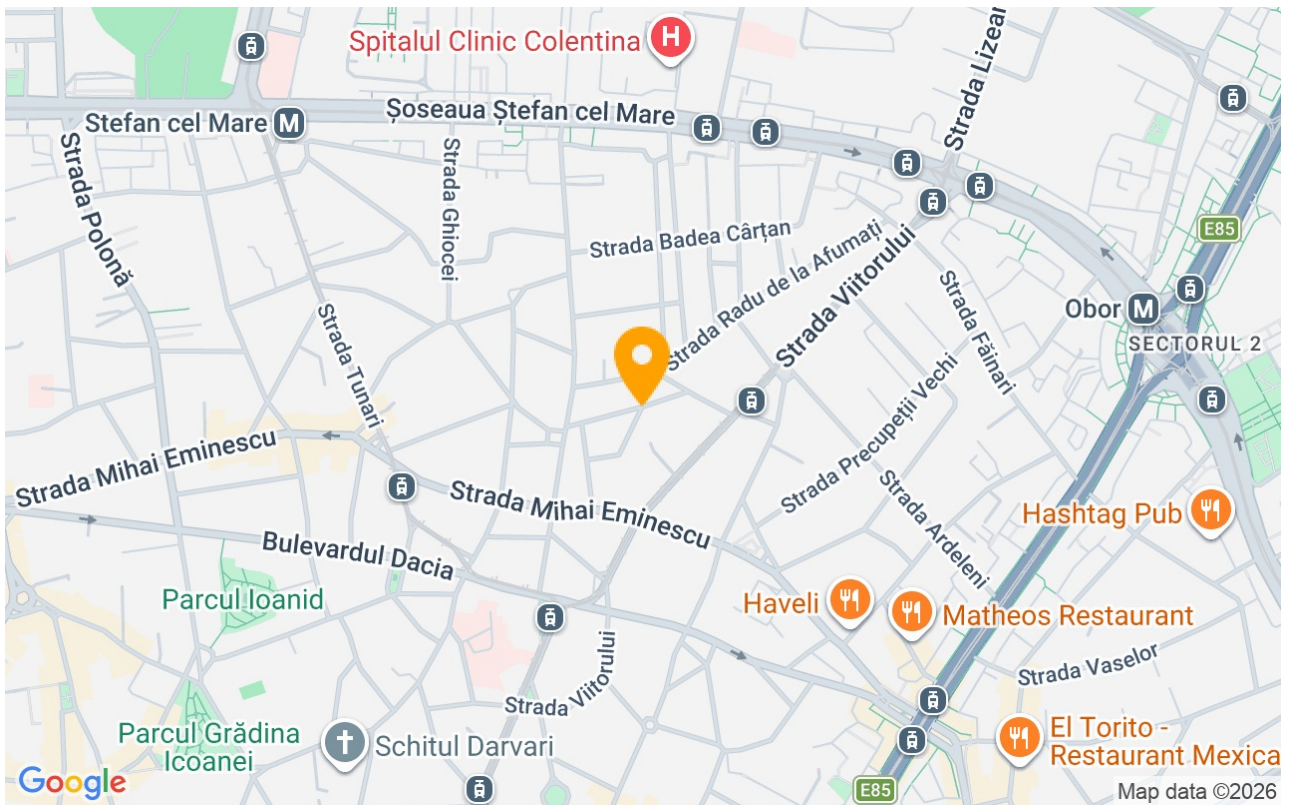 Spitalul Clinic Colentina
H
Strada Lizear
Stefan cel Mare
M
Șoseaua Ștefan cel Mare
Strada Polonă
Strada Ghiocei
Strada Badea Cârțan
Strada Radu de la Afumați
Strada Viitorului
E85
Strada Făinari
Obor
M
SECTORUL 2
Strada Tunari
Strada Precupeții Vechi
Strada Mihai Eminescu
Strada Mihai Eminescu
Strada Ardeleni
Hashtag Pub
Bulevardul Dacia
Parcul Ioanid
Haveli
Matheos Restaurant
Strada Viitorului
Strada Vaselor
Parcul Grădina
Icoanei
Schitul Darvari
El Torito -
Restaurant Mexica
Google
E85
Map data ©2026